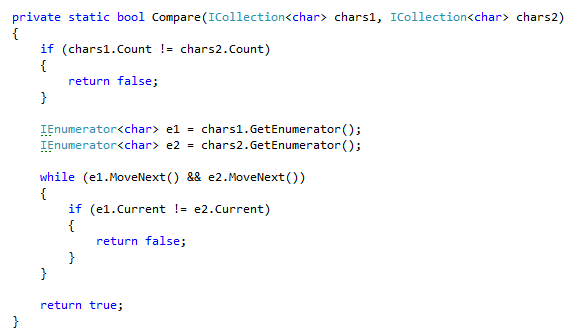 private static bool Compare(ICollection<char> chars1, ICollection<char> chars2)
{
    if (chars1.Count != chars2.Count)
    {
        return false;
    }

    IEnumerator<char> e1 = chars1.GetEnumerator();
    IEnumerator<char> e2 = chars2.GetEnumerator();

    while (e1.MoveNext() && e2.MoveNext())
    {
        if (e1.Current != e2.Current)
        {
            return false;
        }
    }

    return true;
}